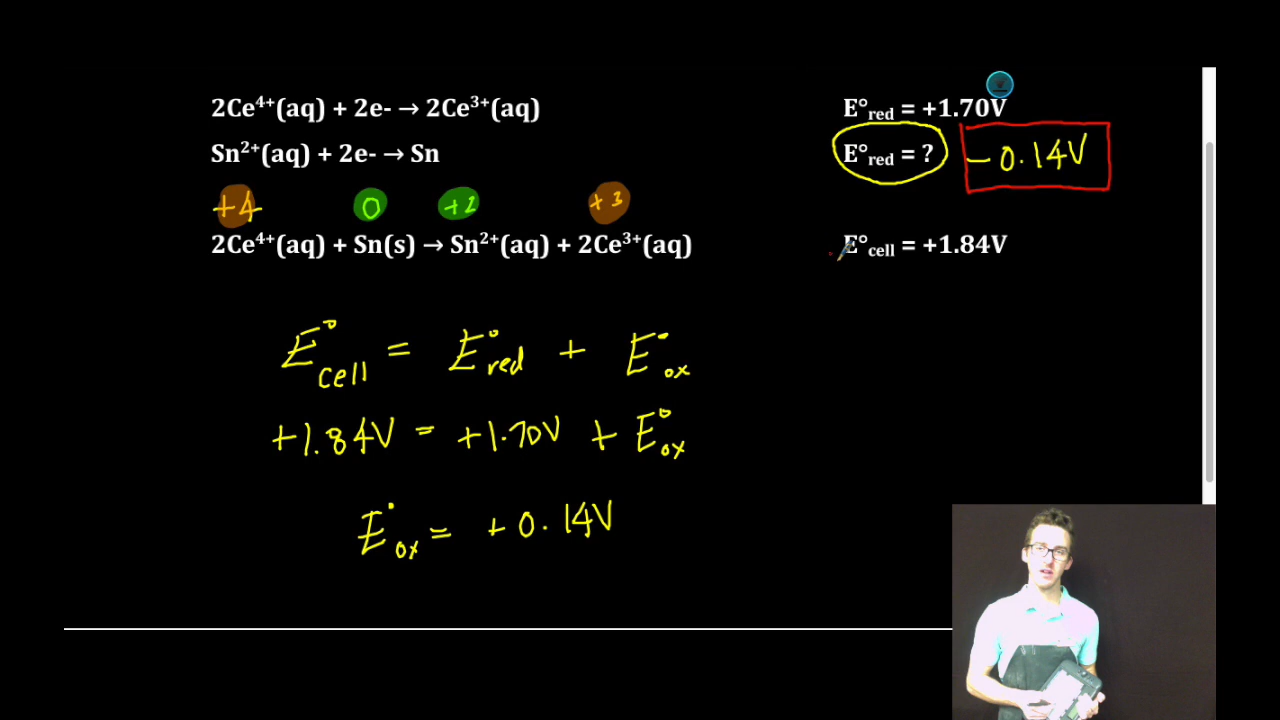 2Ce⁴⁺(aq) + 2e- → 2Ce³⁺(aq) E°red = +1.70V
Sn²⁺(aq) + 2e- → Sn E°red = ? - 0.14V
+4 0 +2 +3
2Ce⁴⁺(aq) + Sn(s) → Sn²⁺(aq) + 2Ce³⁺(aq) E°cell = +1.84V
E°cell = E°red + E°ox
+1.84V = +1.70V + E°ox
E°ox = +0.14V